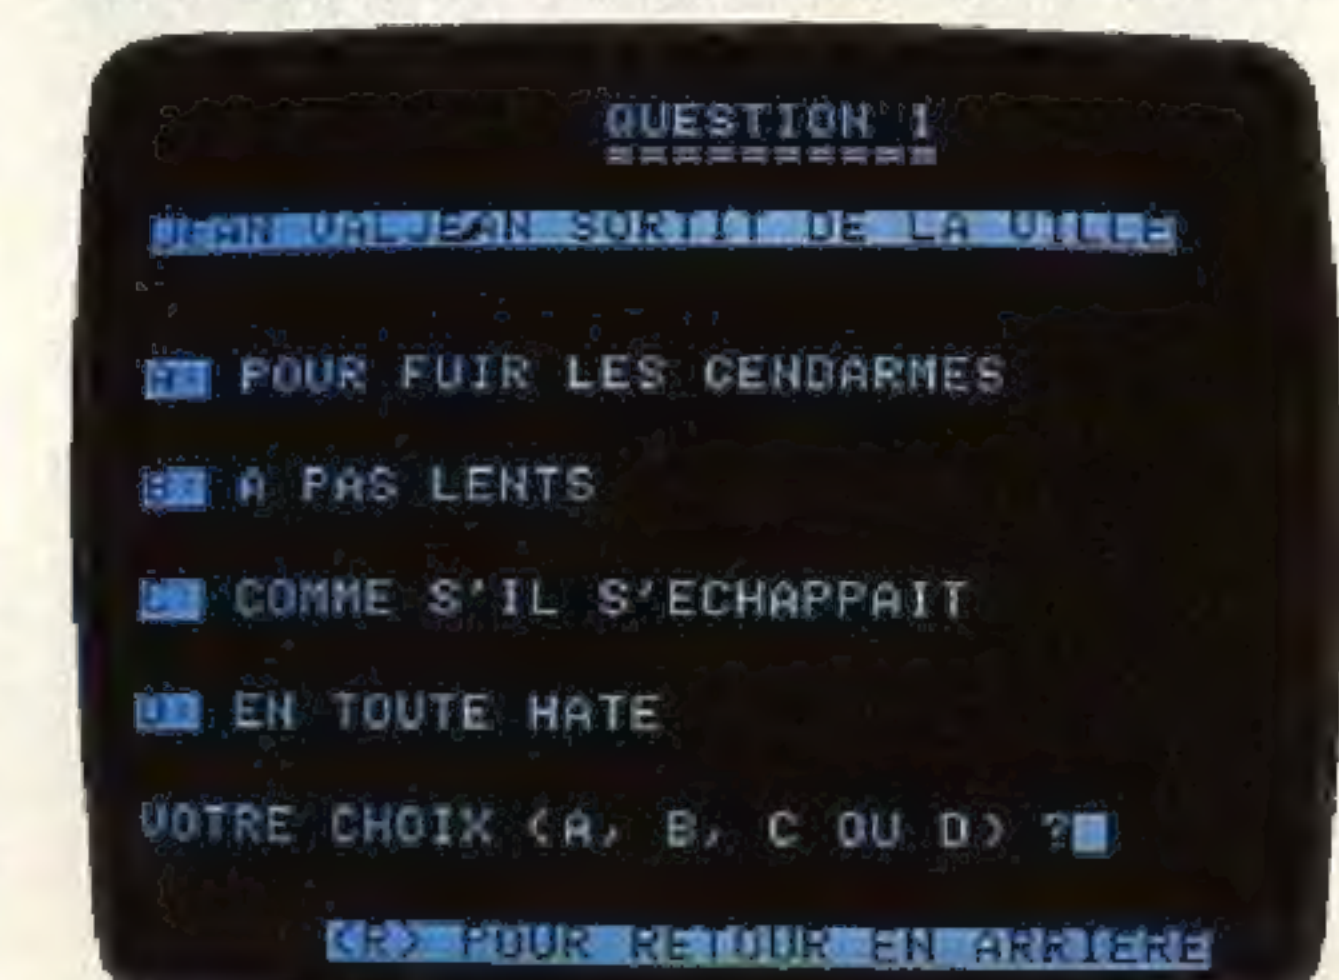 QUESTION 1
==========
JEAN VALJEAN SORTIT DE LA VILLE
A: POUR FUIR LES GENDARMES
B: A PAS LENTS
C: COMME S'IL S'ECHAPPAIT
D: EN TOUTE HATE
VOTRE CHOIX (A, B, C OU D) ?
<R> POUR RETOUR EN ARRIERE